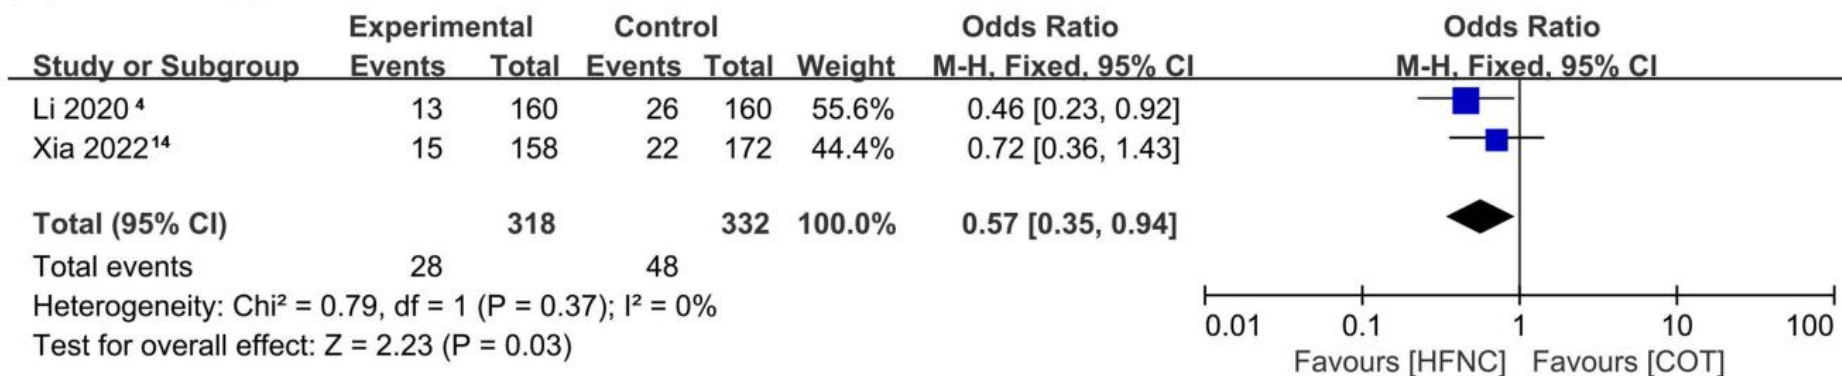 Experimental Control Odds Ratio Odds Ratio
Study or Subgroup Events Total Events Total Weight M-H, Fixed, 95% CI M-H, Fixed, 95% CI
Li 2020⁴ 13 160 26 160 55.6% 0.46 [0.23, 0.92]
Xia 2022¹⁴ 15 158 22 172 44.4% 0.72 [0.36, 1.43]
Total (95% CI) 318 332 100.0% 0.57 [0.35, 0.94]
Total events 28 48
Heterogeneity: Chi² = 0.79, df = 1 (P = 0.37); I² = 0%
Test for overall effect: Z = 2.23 (P = 0.03)
0.01 0.1 1 10 100
Favours [HFNC] Favours [COT]